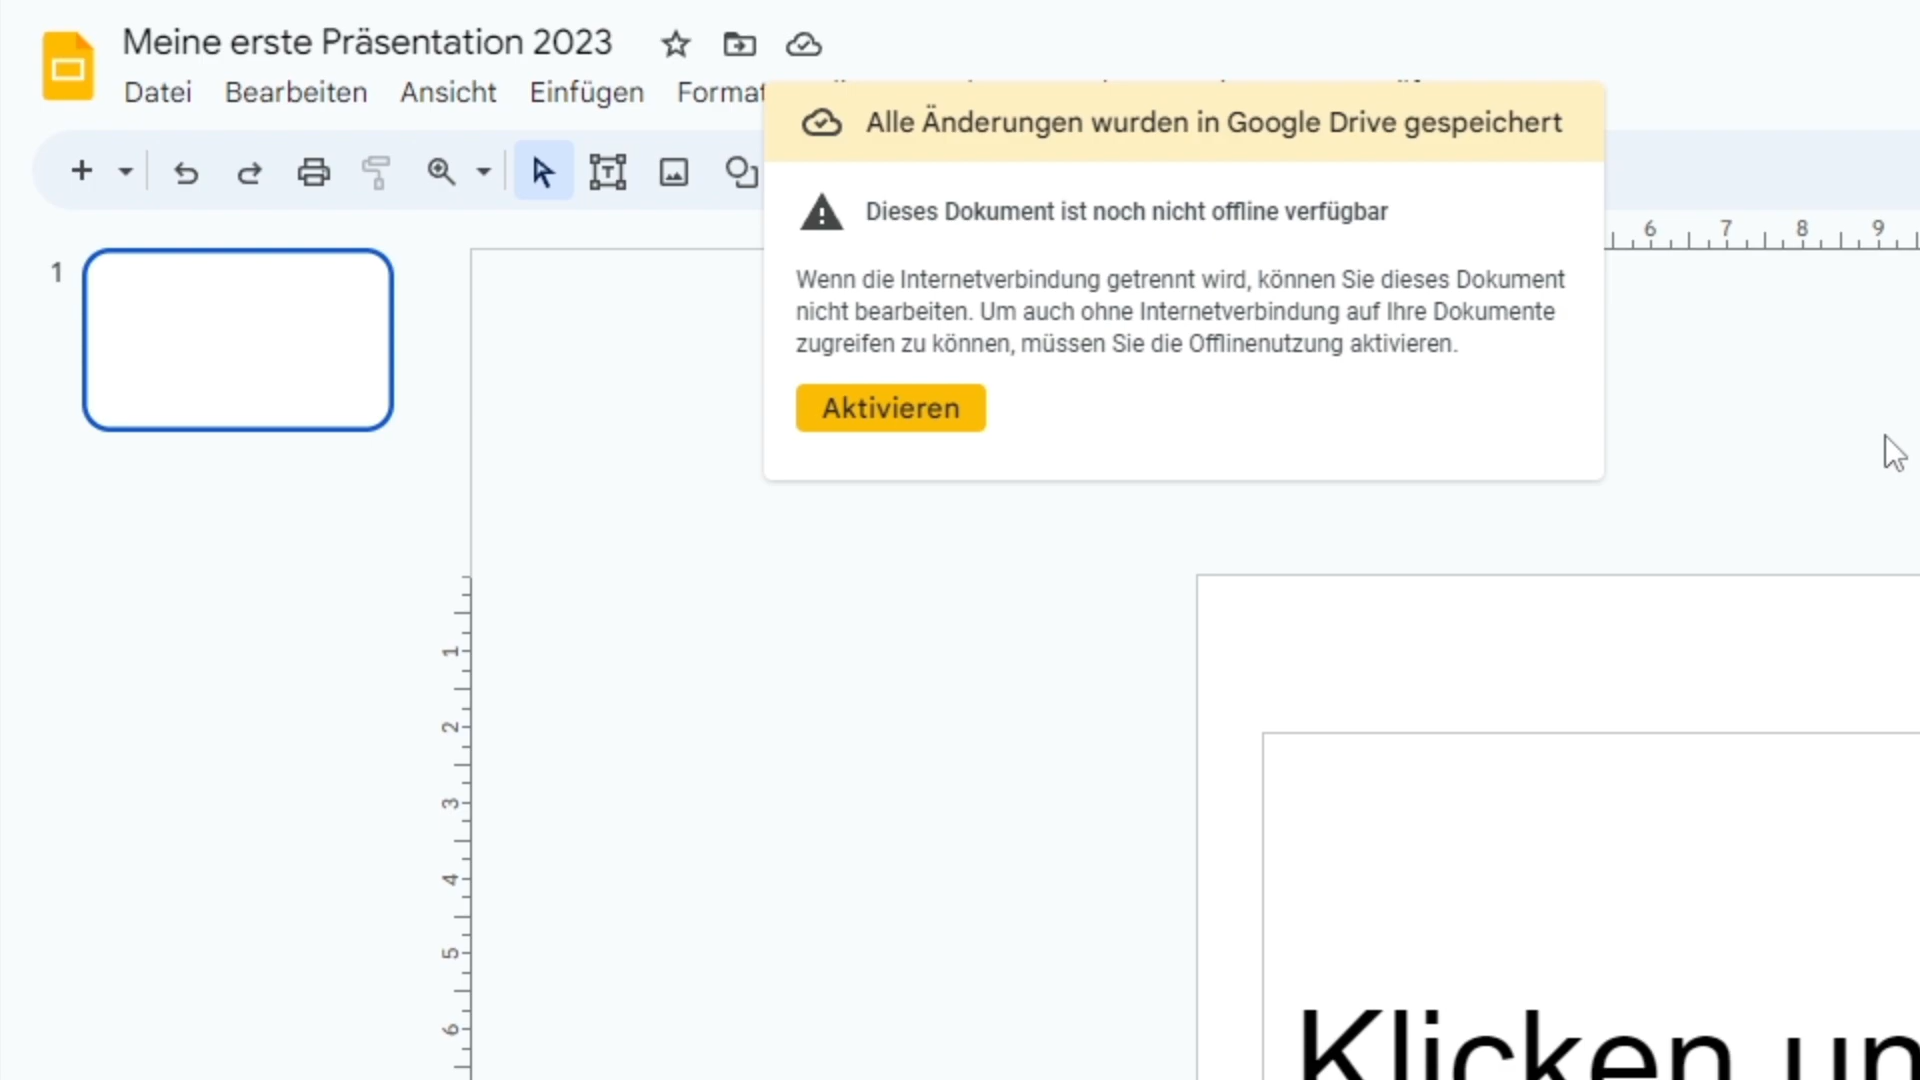 Meine erste Präsentation 2023
Datei Bearbeiten Ansicht Einfügen Format
Alle Änderungen wurden in Google Drive gespeichert
Dieses Dokument ist noch nicht offline verfügbar
Wenn die Internetverbindung getrennt wird, können Sie dieses Dokument
nicht bearbeiten. Um auch ohne Internetverbindung auf Ihre Dokumente
zugreifen zu können, müssen Sie die Offlinenutzung aktivieren.
Aktivieren
6 7 8 9
1
1
2
3
4
5
6
Klicken un